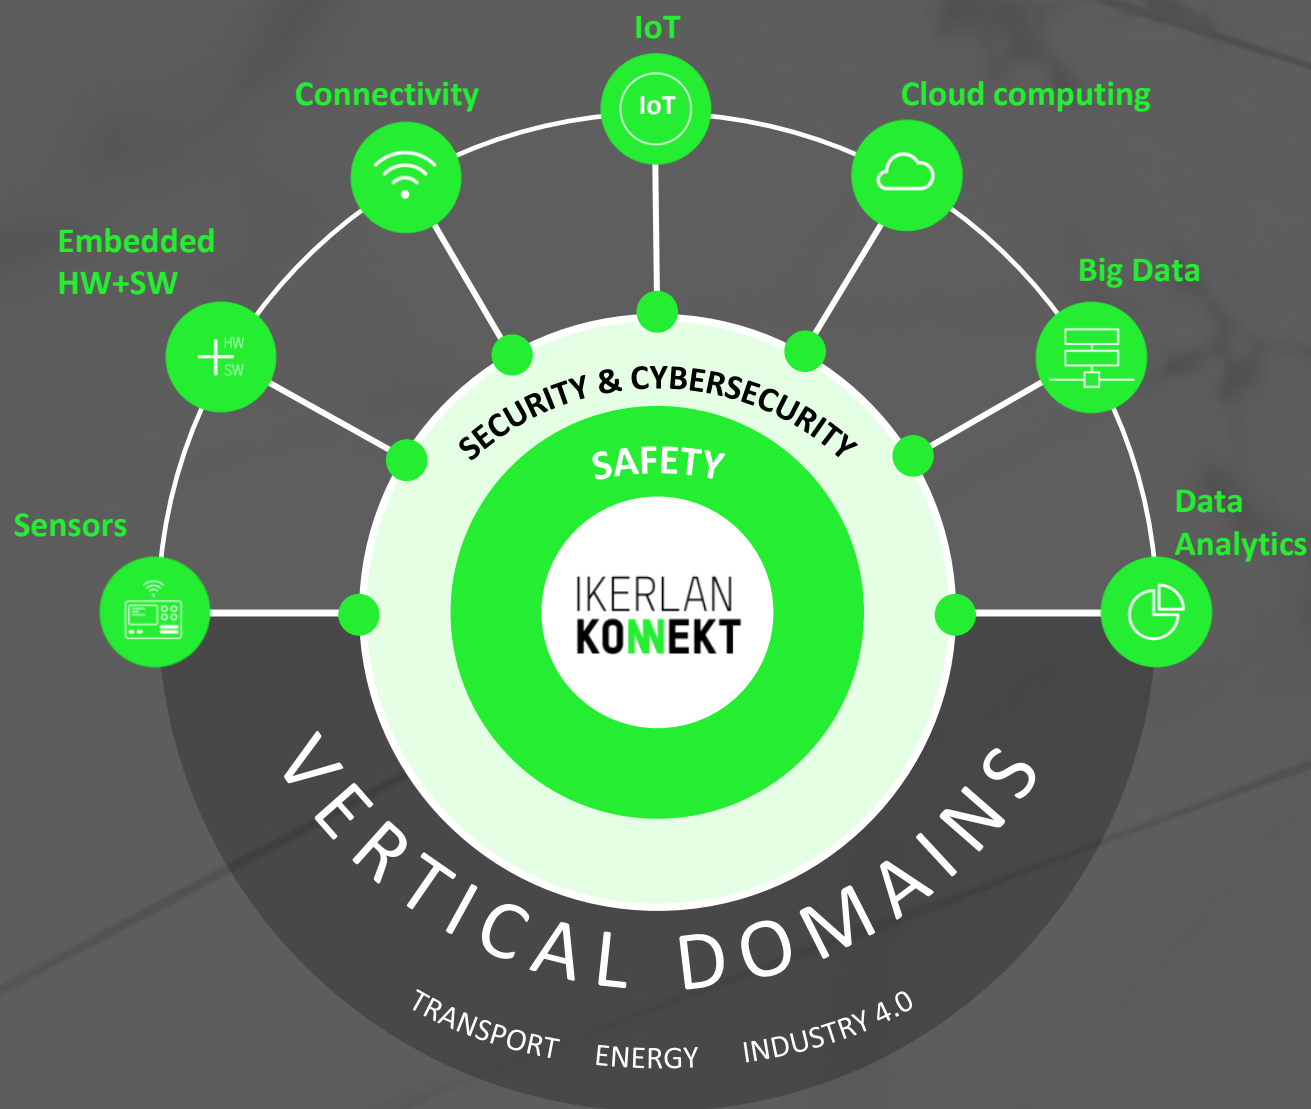 IoT
IoT
Connectivity
Cloud computing
Embedded
HW+SW
HW
SW
Big Data
SECURITY & CYBERSECURITY
SAFETY
Sensors
Data
Analytics
IKERLAN
KONNEKT
VERTICAL DOMAINS
TRANSPORT ENERGY INDUSTRY 4.0